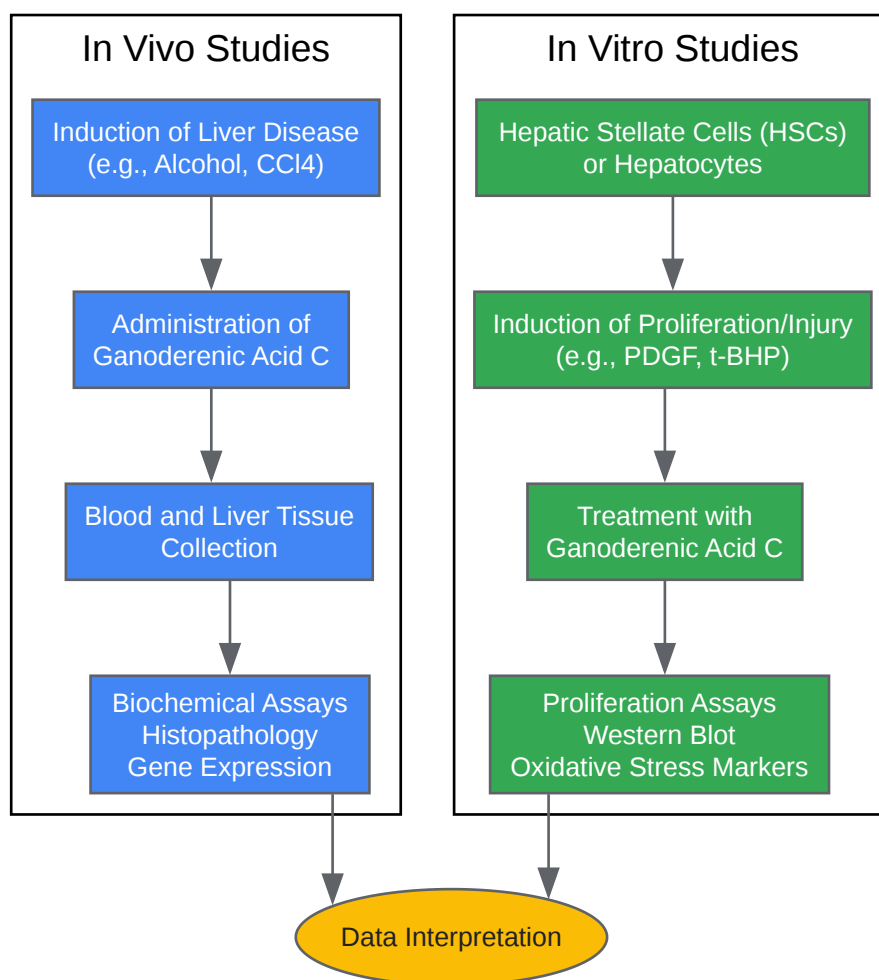 In Vivo Studies
Induction of Liver Disease
(e.g., Alcohol, CCl4)
Administration of
Ganoderenic Acid C
Blood and Liver Tissue
Collection
Biochemical Assays
Histopathology
Gene Expression
In Vitro Studies
Hepatic Stellate Cells (HSCs)
or Hepatocytes
Induction of Proliferation/Injury
(e.g., PDGF, t-BHP)
Treatment with
Ganoderenic Acid C
Proliferation Assays
Western Blot
Oxidative Stress Markers
Data Interpretation